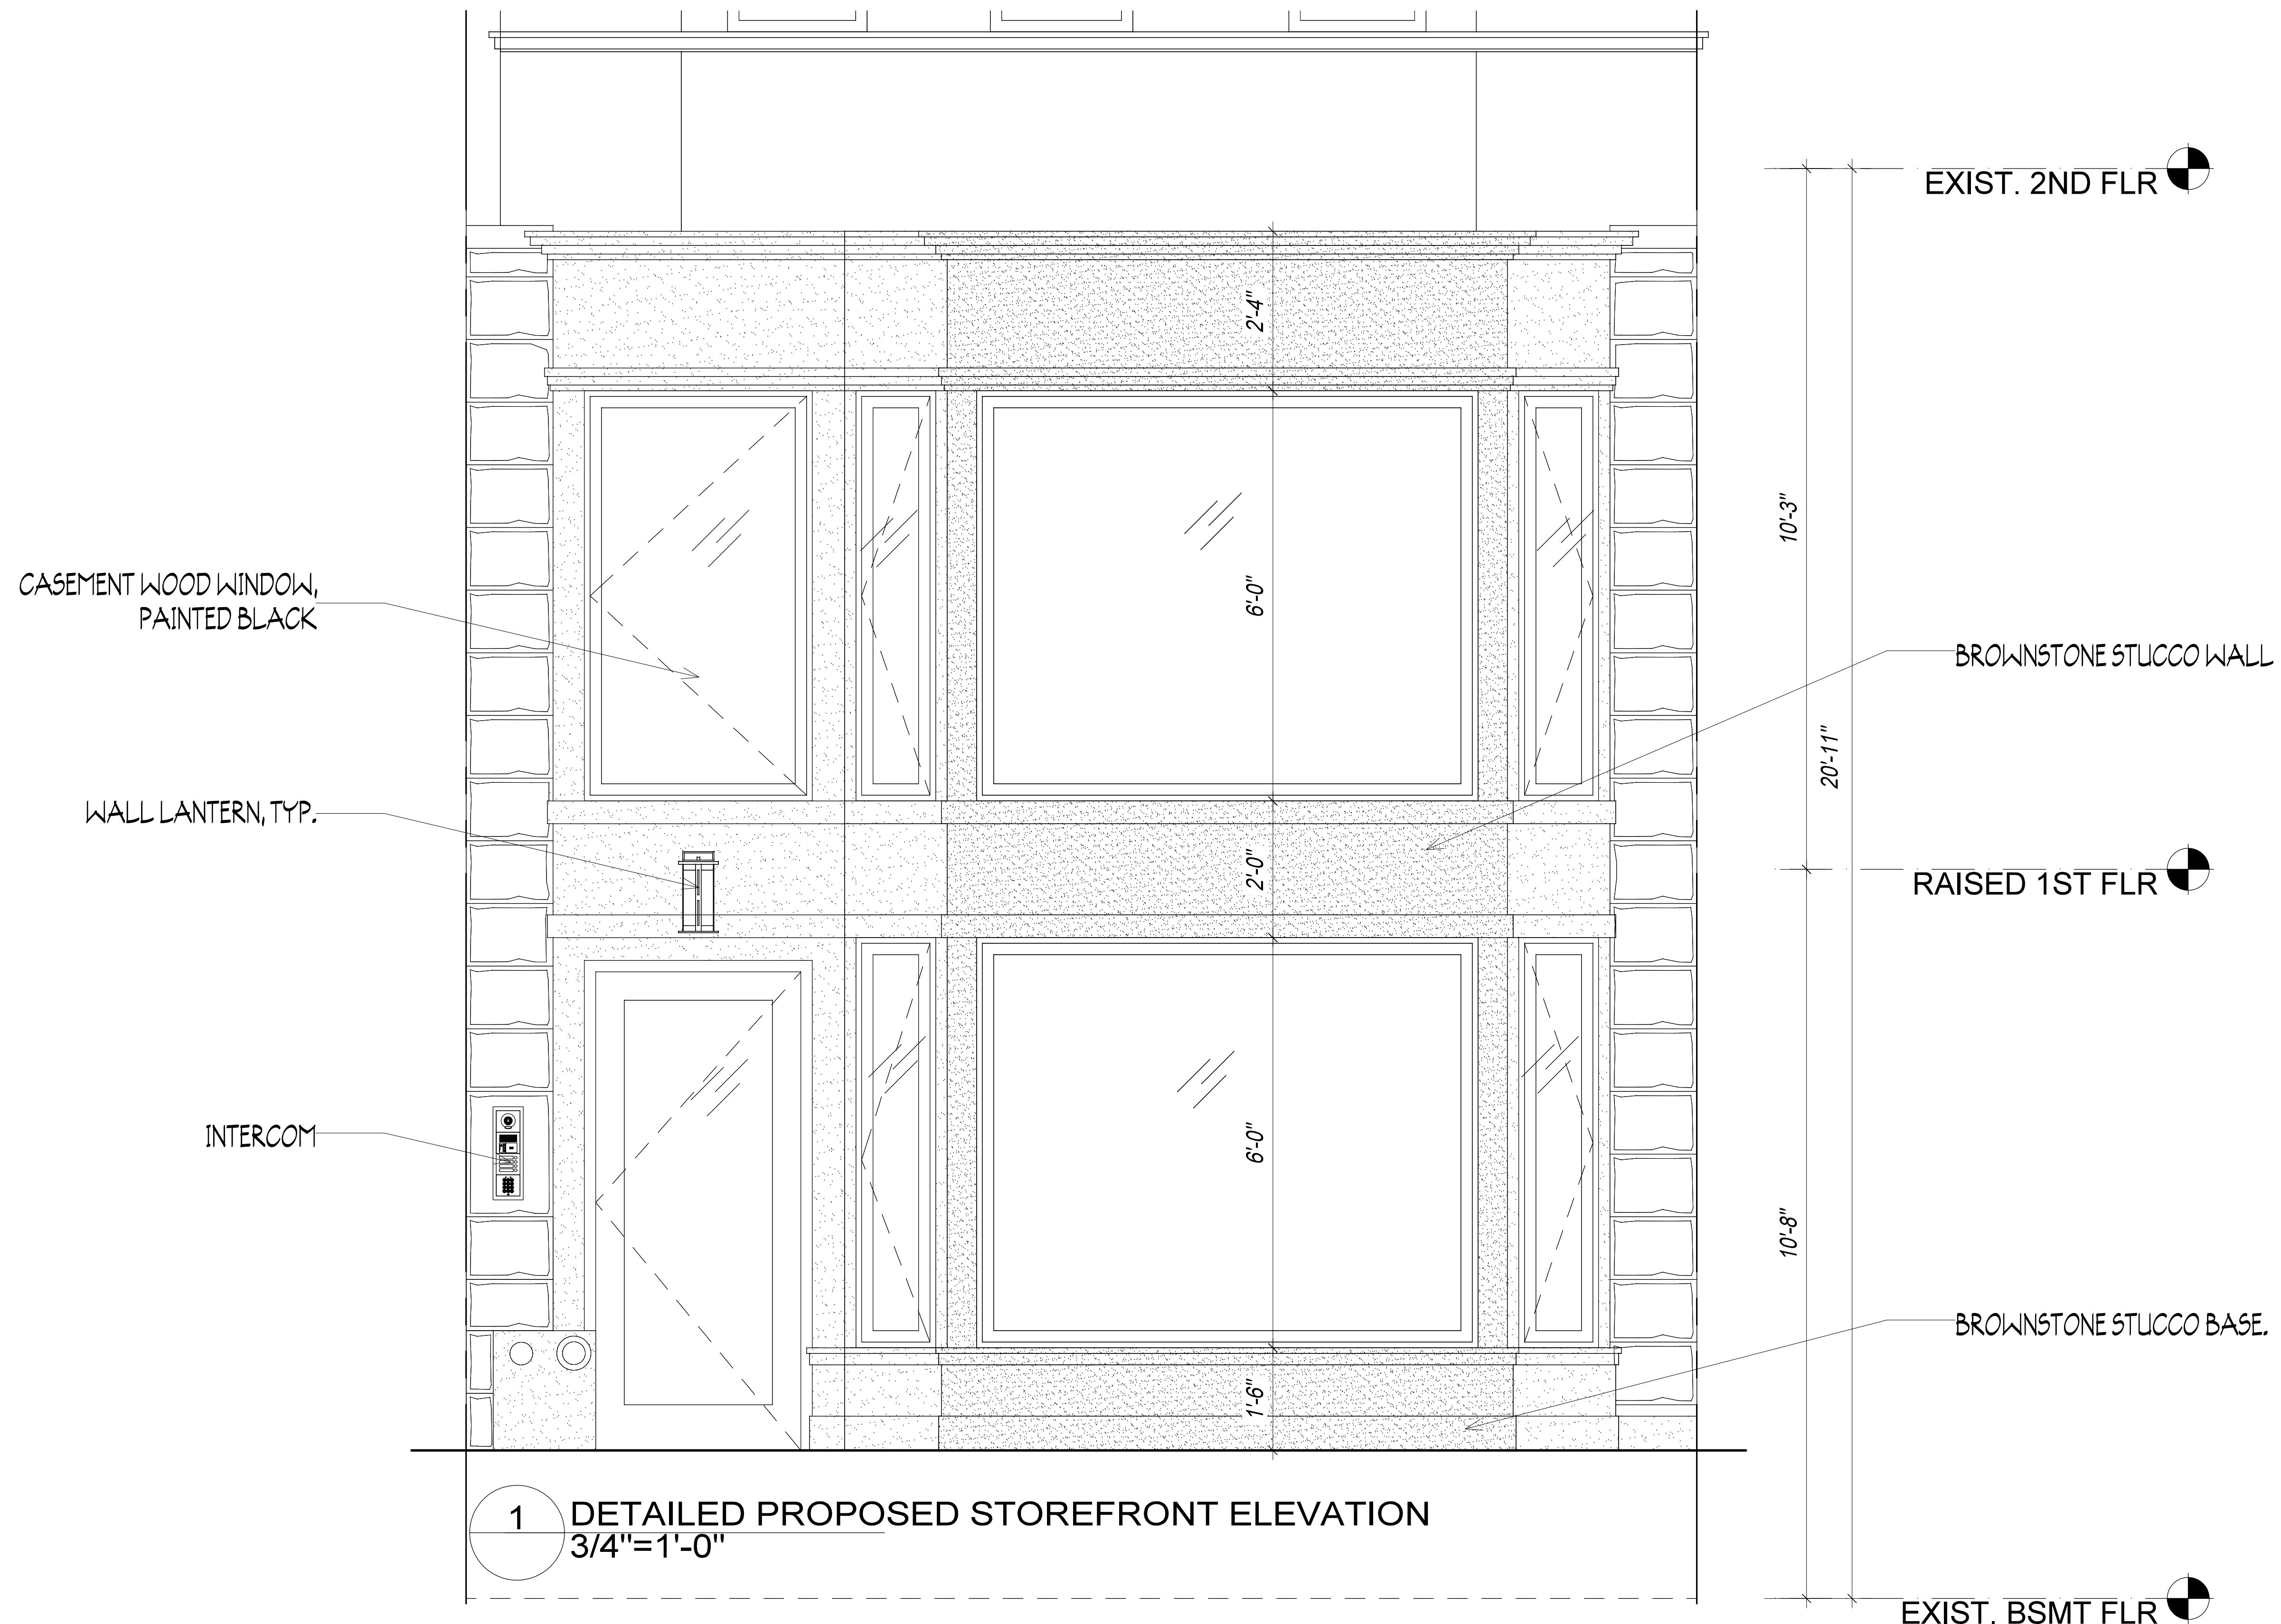 EXIST. 2ND FLR
2'-4"
10'-3"
CASEMENT WOOD WINDOW,
PAINTED BLACK
6'-0"
BROWNSTONE STUCCO WALL
20'-11"
WALL LANTERN, TYP.
2'-0"
RAISED 1ST FLR
INTERCOM
6'-0"
10'-8"
BROWNSTONE STUCCO BASE.
1'-6"
1
DETAILED PROPOSED STOREFRONT ELEVATION
3/4"=1'-0"
EXIST. BSMT FLR